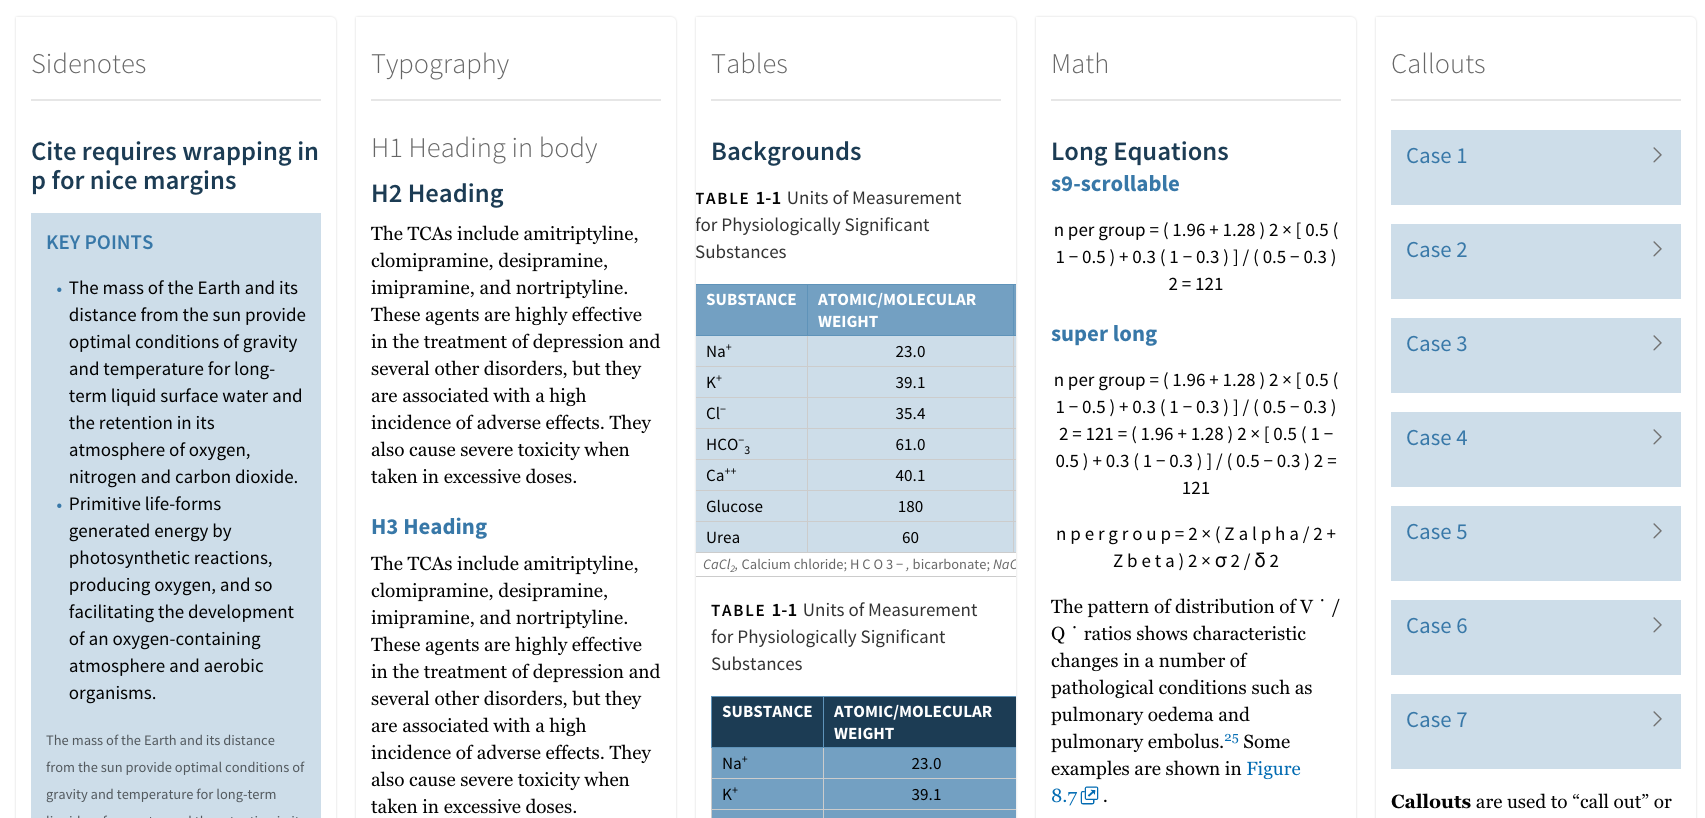 Sidenotes
Cite requires wrapping in
p for nice margins
KEY POINTS
• The mass of the Earth and its
distance from the sun provide
optimal conditions of gravity
and temperature for long-
term liquid surface water and
the retention in its
atmosphere of oxygen,
nitrogen and carbon dioxide.
• Primitive life-forms
generated energy by
photosynthetic reactions,
producing oxygen, and so
facilitating the development
of an oxygen-containing
atmosphere and aerobic
organisms.
The mass of the Earth and its distance
from the sun provide optimal conditions of
gravity and temperature for long-term
Typography
H1 Heading in body
H2 Heading
The TCAs include amitriptyline,
clomipramine, desipramine,
imipramine, and nortriptyline.
These agents are highly effective
in the treatment of depression and
several other disorders, but they
are associated with a high
incidence of adverse effects. They
also cause severe toxicity when
taken in excessive doses.
H3 Heading
The TCAs include amitriptyline,
clomipramine, desipramine,
imipramine, and nortriptyline.
These agents are highly effective
in the treatment of depression and
several other disorders, but they
are associated with a high
incidence of adverse effects. They
also cause severe toxicity when
taken in excessive doses.
Tables
Backgrounds
TABLE 1-1 Units of Measurement
for Physiologically Significant
Substances
SUBSTANCE ATOMIC/MOLECULAR
WEIGHT
Na⁺ 23.0
K⁺ 39.1
Cl⁻ 35.4
HCO⁻₃ 61.0
Ca⁺⁺ 40.1
Glucose 180
Urea 60
CaCl₂, Calcium chloride; H C O 3 − , bicarbonate; NaC
TABLE 1-1 Units of Measurement
for Physiologically Significant
Substances
SUBSTANCE ATOMIC/MOLECULAR
WEIGHT
Na⁺ 23.0
K⁺ 39.1
Math
Long Equations
s9-scrollable
n per group = ( 1.96 + 1.28 ) 2 × [ 0.5 (
1 − 0.5 ) + 0.3 ( 1 − 0.3 ) ] / ( 0.5 − 0.3 )
2 = 121
super long
n per group = ( 1.96 + 1.28 ) 2 × [ 0.5 (
1 − 0.5 ) + 0.3 ( 1 − 0.3 ) ] / ( 0.5 − 0.3 )
2 = 121 = ( 1.96 + 1.28 ) 2 × [ 0.5 ( 1 −
0.5 ) + 0.3 ( 1 − 0.3 ) ] / ( 0.5 − 0.3 ) 2 =
121
n p e r g r o u p = 2 × ( Z a l p h a / 2 +
Z b e t a ) 2 × σ 2 / δ 2
The pattern of distribution of V ˙ /
Q ˙ ratios shows characteristic
changes in a number of
pathological conditions such as
pulmonary oedema and
pulmonary embolus.²⁵ Some
examples are shown in Figure
8.7 .
Callouts
Case 1
Case 2
Case 3
Case 4
Case 5
Case 6
Case 7
Callouts are used to “call out” or